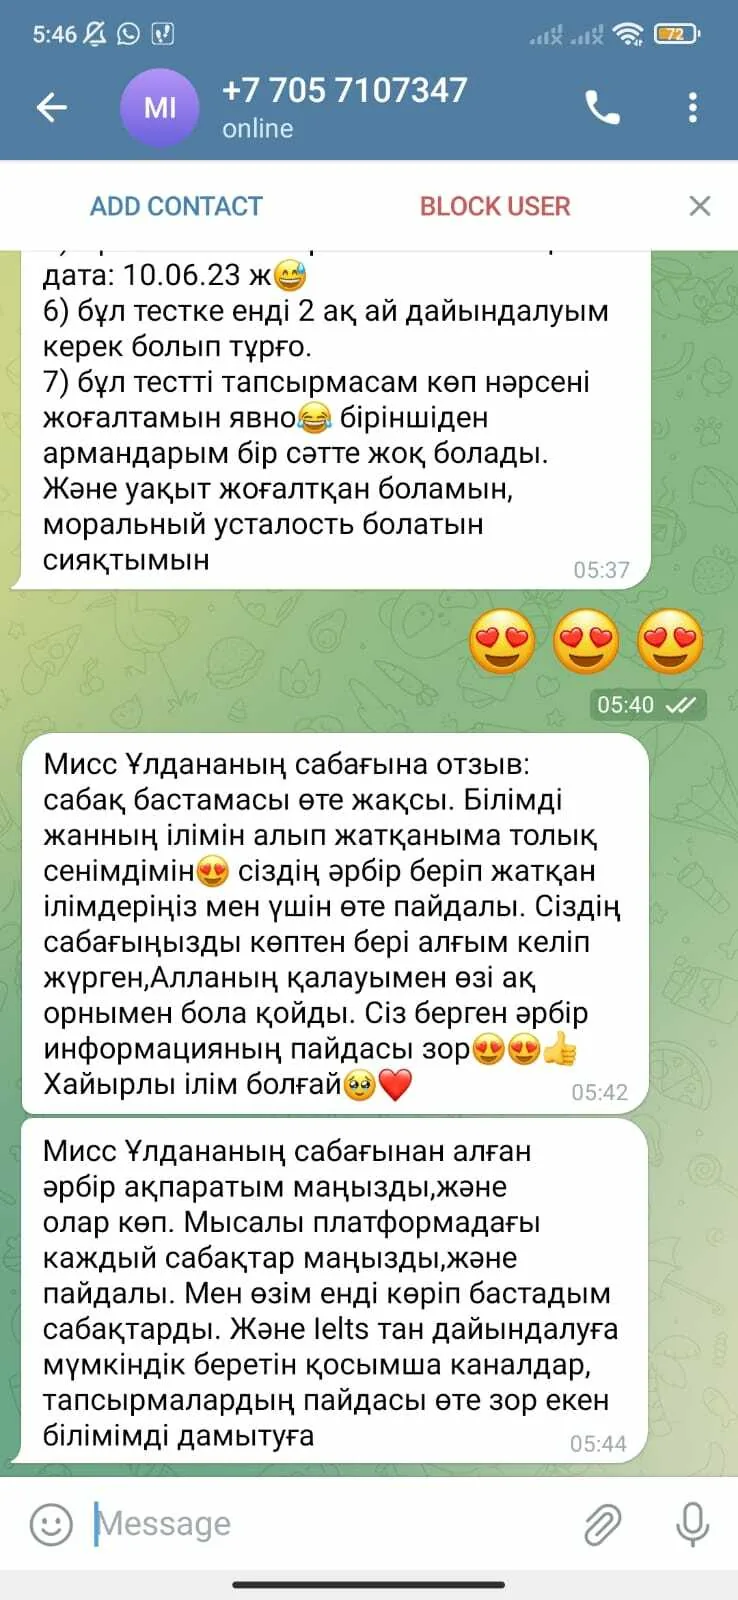 5:46
72
MI
+7 705 7107347
online
ADD CONTACT
BLOCK USER
дата: 10.06.23 ж😅
6) бұл тестке енді 2 ақ ай дайындалуым
керек болып тұрғо.
7) бұл тестті тапсырмасам көп нәрсені
жоғалтамын явно😂 біріншіден
армандарым бір сәтте жоқ болады.
Және уақыт жоғалтқан боламын,
моральный усталость болатын
сияқтымын
05:37
😍😍😍
05:40
Мисс Ұлдананың сабағына отзыв:
сабақ бастамасы өте жақсы. Білімді
жанның ілімін алып жатқаныма толық
сенімдімін😍 сіздің әрбір беріп жатқан
ілімдеріңіз мен үшін өте пайдалы. Сіздің
сабағыңызды көптен бері алғым келіп
жүрген,Алланың қалауымен өзі ақ
орнымен бола қойды. Сіз берген әрбір
информацияның пайдасы зор😍😍👍
Хайырлы ілім болғай🥹❤️
05:42
Мисс Ұлдананың сабағынан алған
әрбір ақпаратым маңызды,және
олар көп. Мысалы платформадағы
каждый сабақтар маңызды,және
пайдалы. Мен өзім енді көріп бастадым
сабақтарды. Және Ielts тан дайындалуға
мүмкіндік беретін қосымша каналдар,
тапсырмалардың пайдасы өте зор екен
білімімді дамытуға
05:44
Message